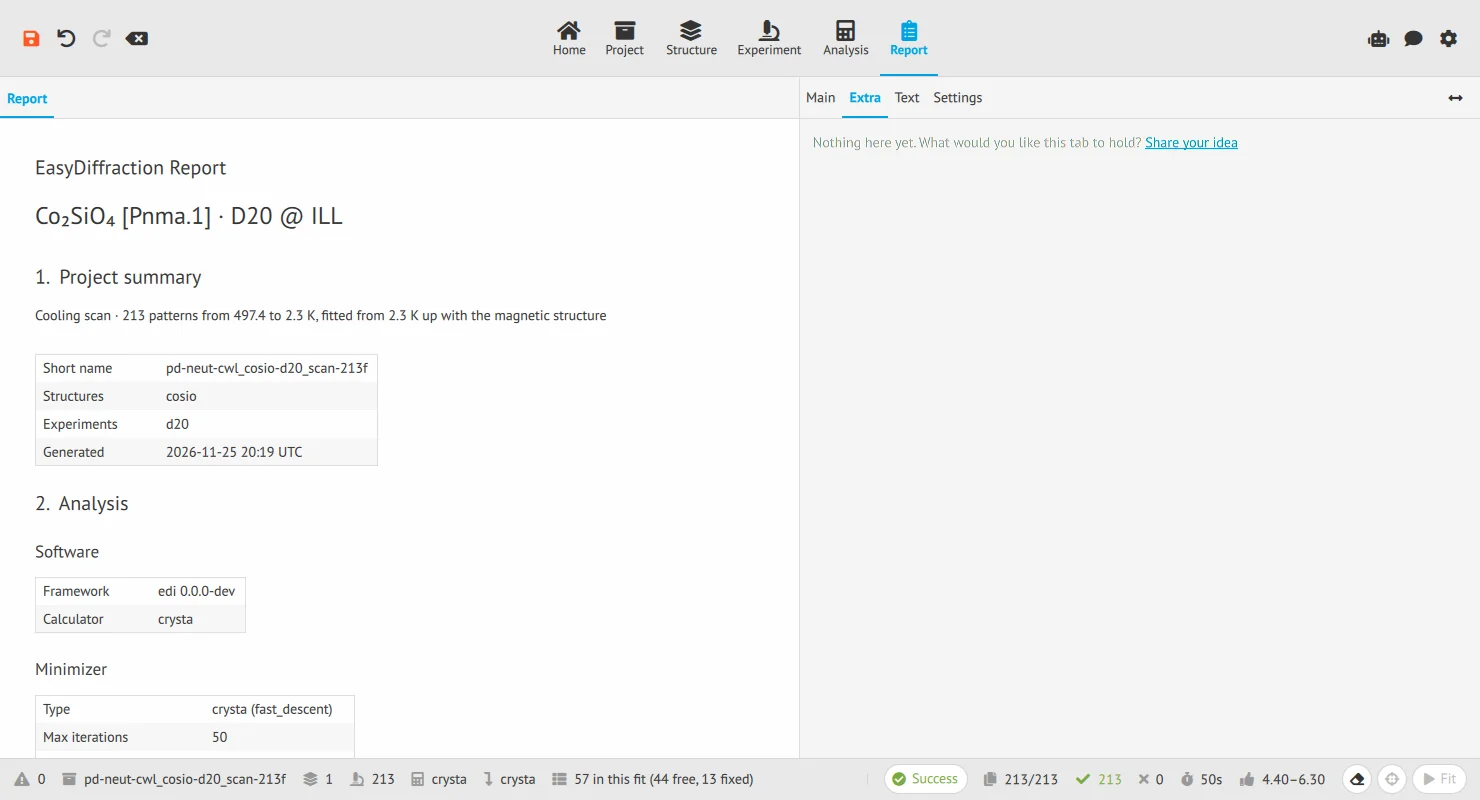 Home Project Structure Experiment Analysis Report
Report
Main Extra Text Settings
Nothing here yet. What would you like this tab to hold? Share your idea
EasyDiffraction Report
Co₂SiO₄ [Pnma.1] · D20 @ ILL
1. Project summary
Cooling scan · 213 patterns from 497.4 to 2.3 K, fitted from 2.3 K up with the magnetic structure
Short name pd-neut-cwl_cosio-d20_scan-213f
Structures cosio
Experiments d20
Generated 2026-11-25 20:19 UTC
2. Analysis
Software
Framework edi 0.0.0-dev
Calculator crysta
Minimizer
Type crysta (fast_descent)
Max iterations 50
0 pd-neut-cwl_cosio-d20_scan-213f 1 213 crysta crysta 57 in this fit (44 free, 13 fixed) Success 213/213 213 0 50s 4.40–6.30 Fit